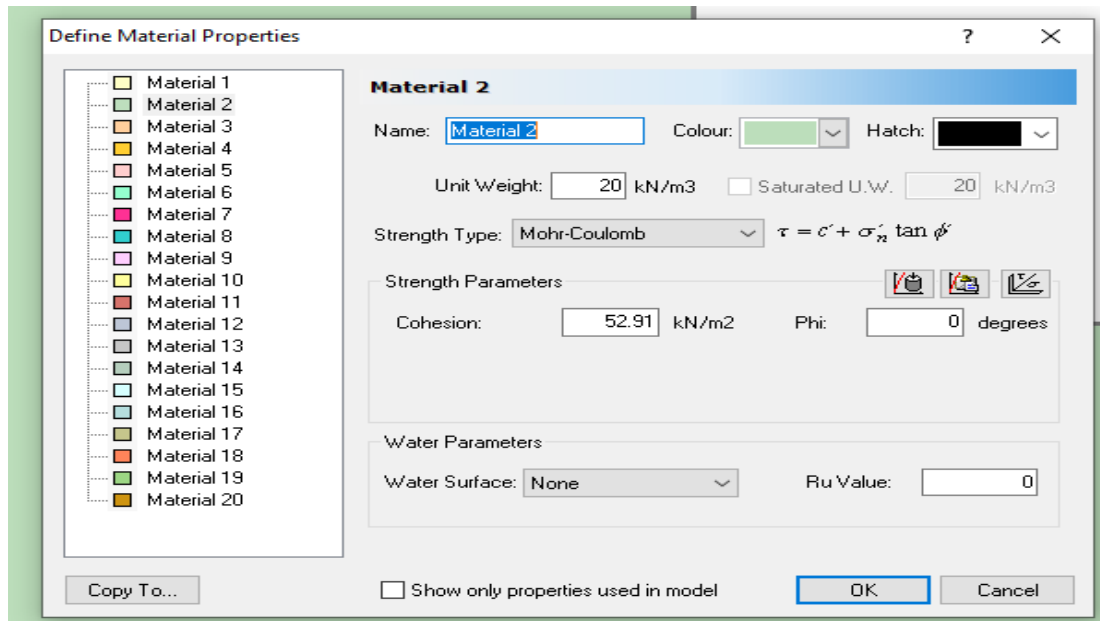 Define Material Properties ? ×
Material 1
Material 2
Material 3
Material 4
Material 5
Material 6
Material 7
Material 8
Material 9
Material 10
Material 11
Material 12
Material 13
Material 14
Material 15
Material 16
Material 17
Material 18
Material 19
Material 20
Material 2
Name: Material 2 Colour: Hatch:
Unit Weight: 20 kN/m3 Saturated U.W. 20 kN/m3
Strength Type: Mohr-Coulomb τ = c′ + σ′n tan ϕ′
Strength Parameters
Cohesion: 52.91 kN/m2 Phi: 0 degrees
Water Parameters
Water Surface: None Ru Value: 0
Copy To... Show only properties used in model OK Cancel